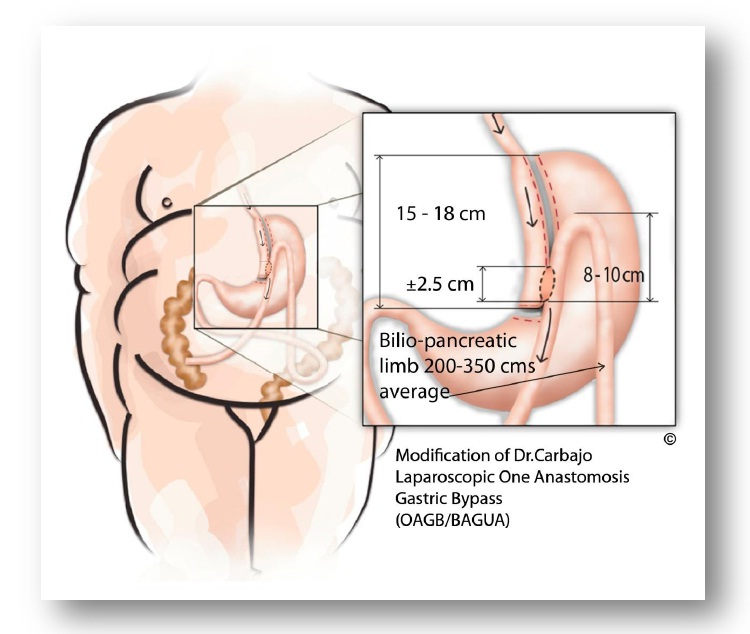 15 - 18 cm
±2.5 cm
8-10cm
Bilio-pancreatic
limb 200-350 cms
average
©
Modification of Dr.Carbajo
Laparoscopic One Anastomosis
Gastric Bypass
(OAGB/BAGUA)